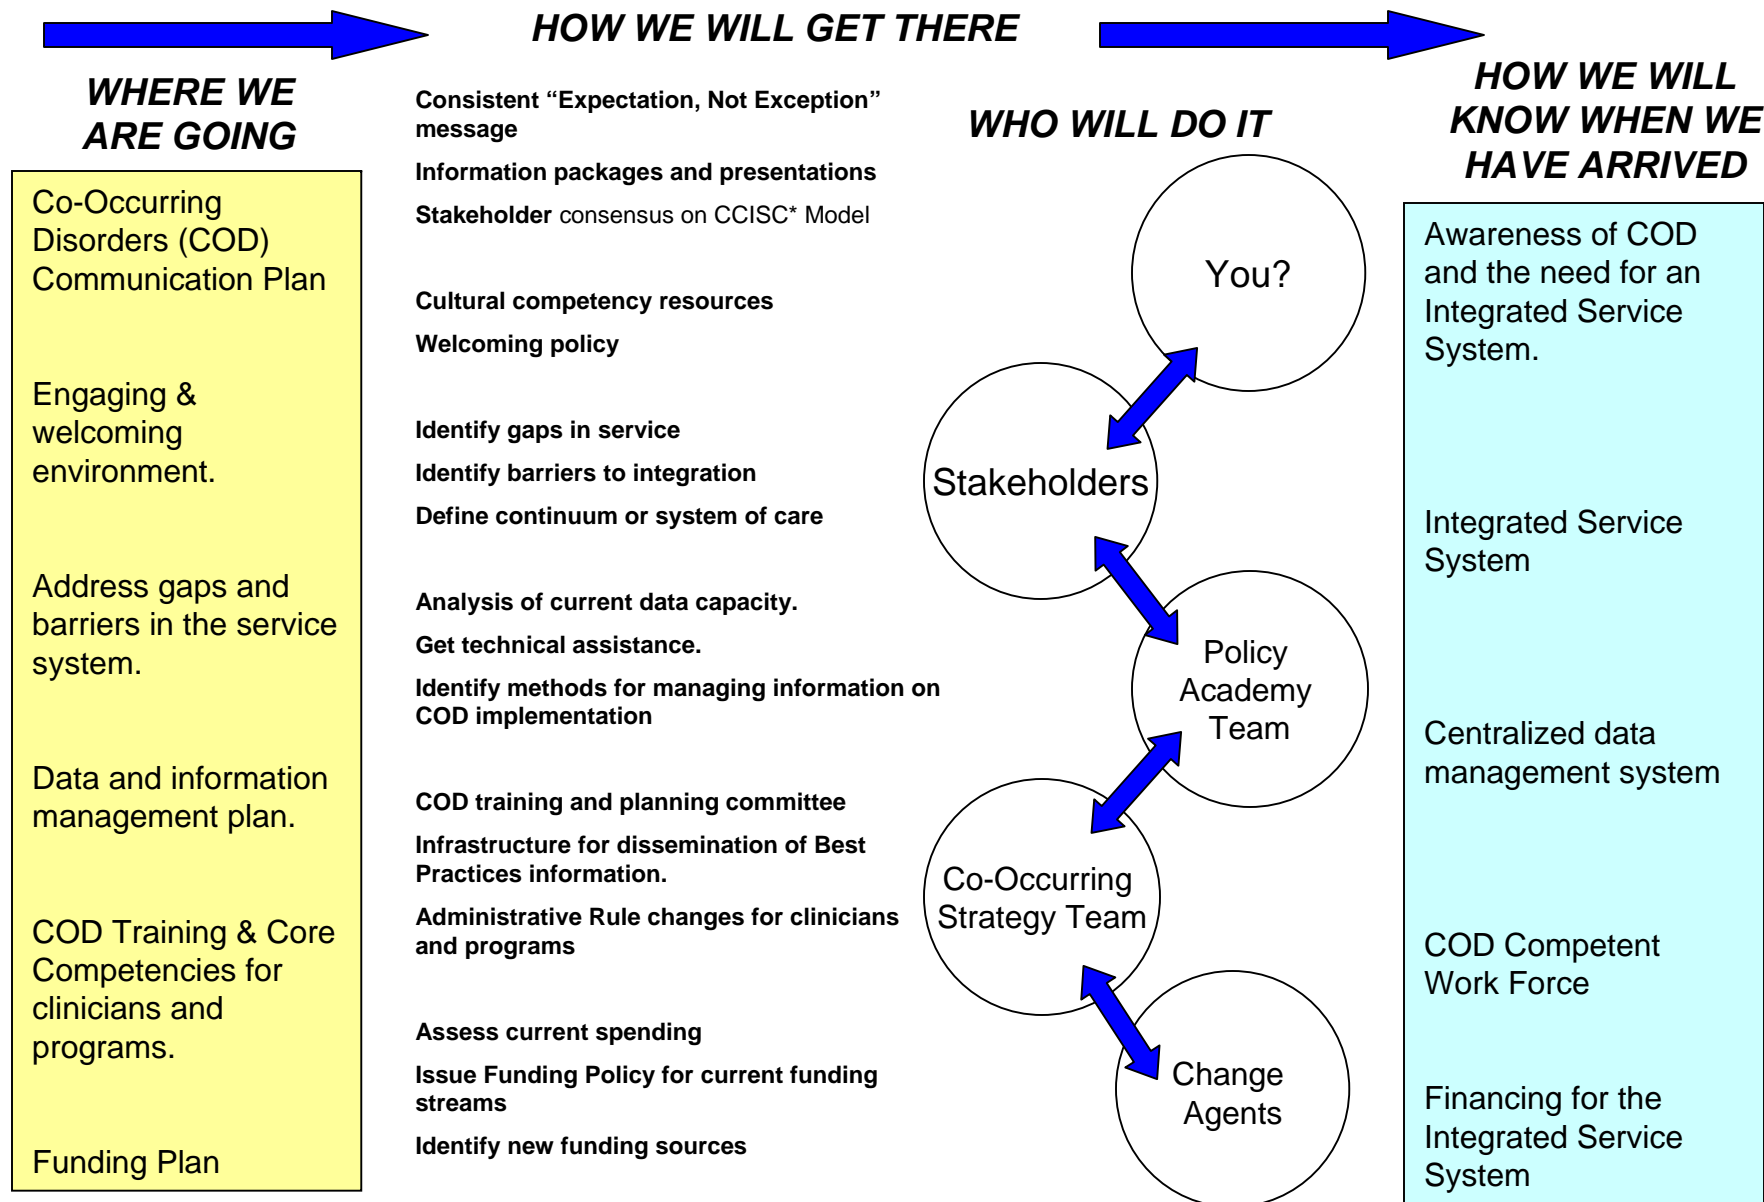 HOW WE WILL GET THERE
WHERE WE
ARE GOING
Co-Occurring
Disorders (COD)
Communication Plan
Engaging &
welcoming
environment.
Address gaps and
barriers in the service
system.
Data and information
management plan.
COD Training & Core
Competencies for
clinicians and
programs.
Funding Plan
Consistent “Expectation, Not Exception”
message
Information packages and presentations
Stakeholder consensus on CCISC* Model
Cultural competency resources
Welcoming policy
Identify gaps in service
Identify barriers to integration
Define continuum or system of care
Analysis of current data capacity.
Get technical assistance.
Identify methods for managing information on
COD implementation
COD training and planning committee
Infrastructure for dissemination of Best
Practices information.
Administrative Rule changes for clinicians
and programs
Assess current spending
Issue Funding Policy for current funding
streams
Identify new funding sources
WHO WILL DO IT
You?
Stakeholders
Policy
Academy
Team
Co-Occurring
Strategy Team
Change
Agents
HOW WE WILL
KNOW WHEN WE
HAVE ARRIVED
Awareness of COD
and the need for an
Integrated Service
System.
Integrated Service
System
Centralized data
management system
COD Competent
Work Force
Financing for the
Integrated Service
System